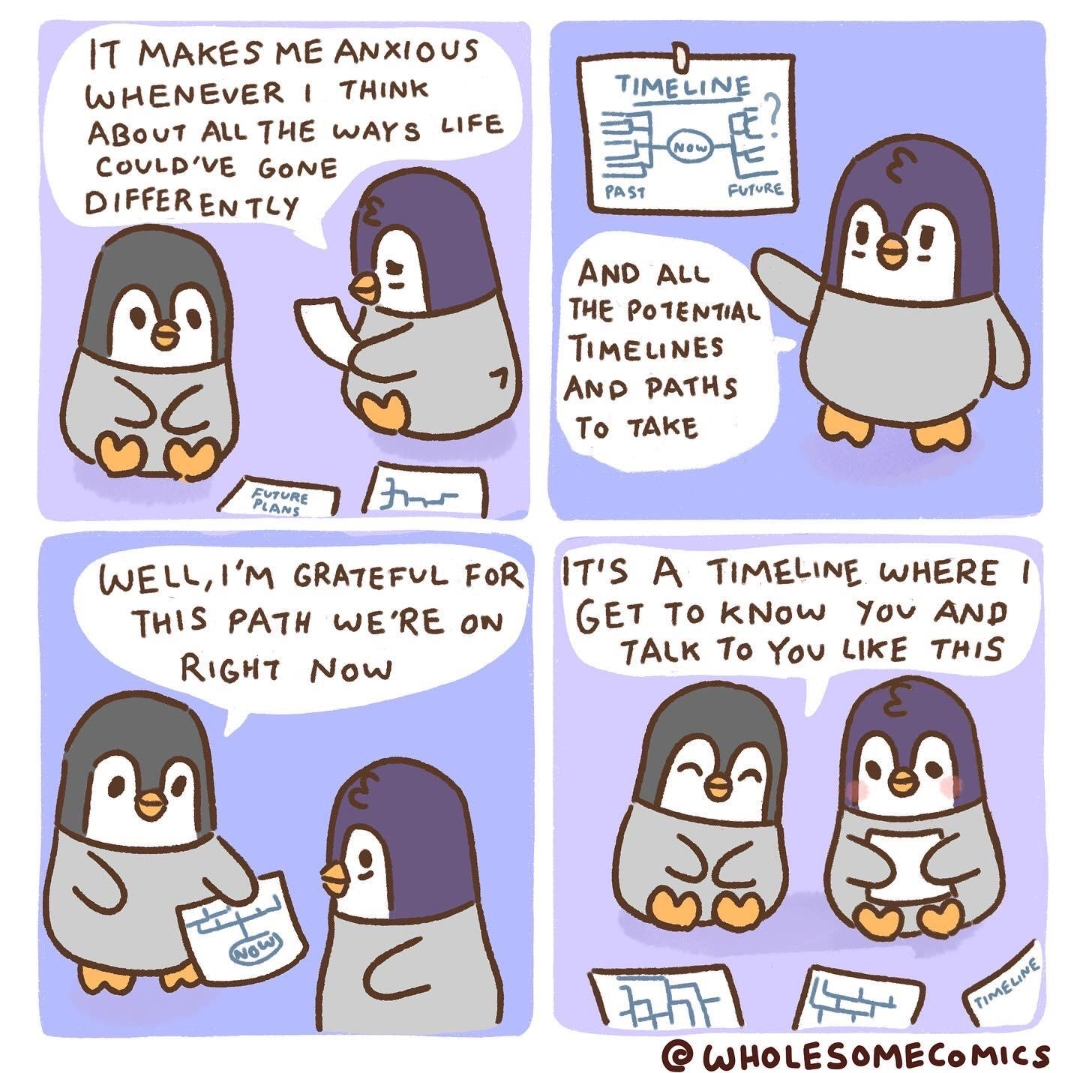 IT MAKES ME ANXIOUS
WHENEVER I THINK
ABOUT ALL THE WAYS LIFE
COULD'VE GONE
DIFFERENTLY
FUTURE
PLANS
TIMELINE
?
NOW
PAST
FUTURE
AND ALL
THE POTENTIAL
TIMELINES
AND PATHS
TO TAKE
WELL, I'M GRATEFUL FOR
THIS PATH WE'RE ON
RIGHT NOW
NOW
IT'S A TIMELINE WHERE I
GET TO KNOW YOU AND
TALK TO YOU LIKE THIS
TIMELINE
@WHOLESOMECOMICS